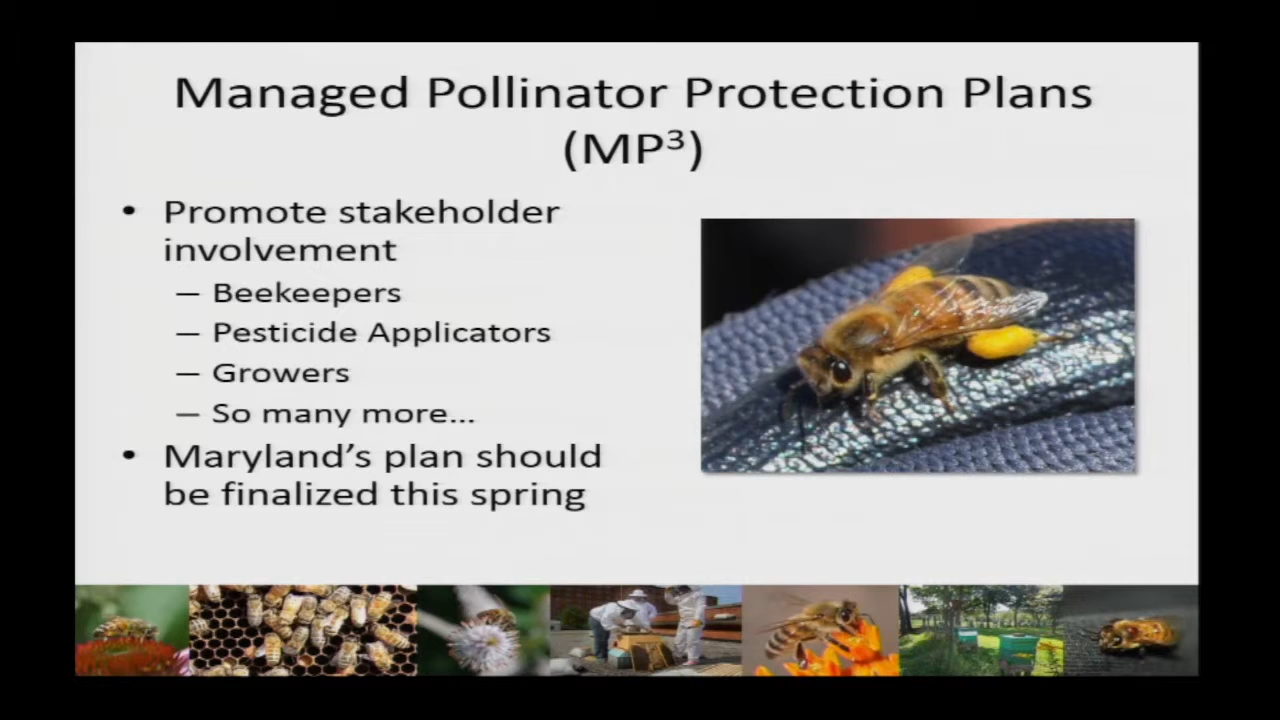 Managed Pollinator Protection Plans
(MP³)
• Promote stakeholder
involvement
– Beekeepers
– Pesticide Applicators
– Growers
– So many more...
• Maryland's plan should
be finalized this spring